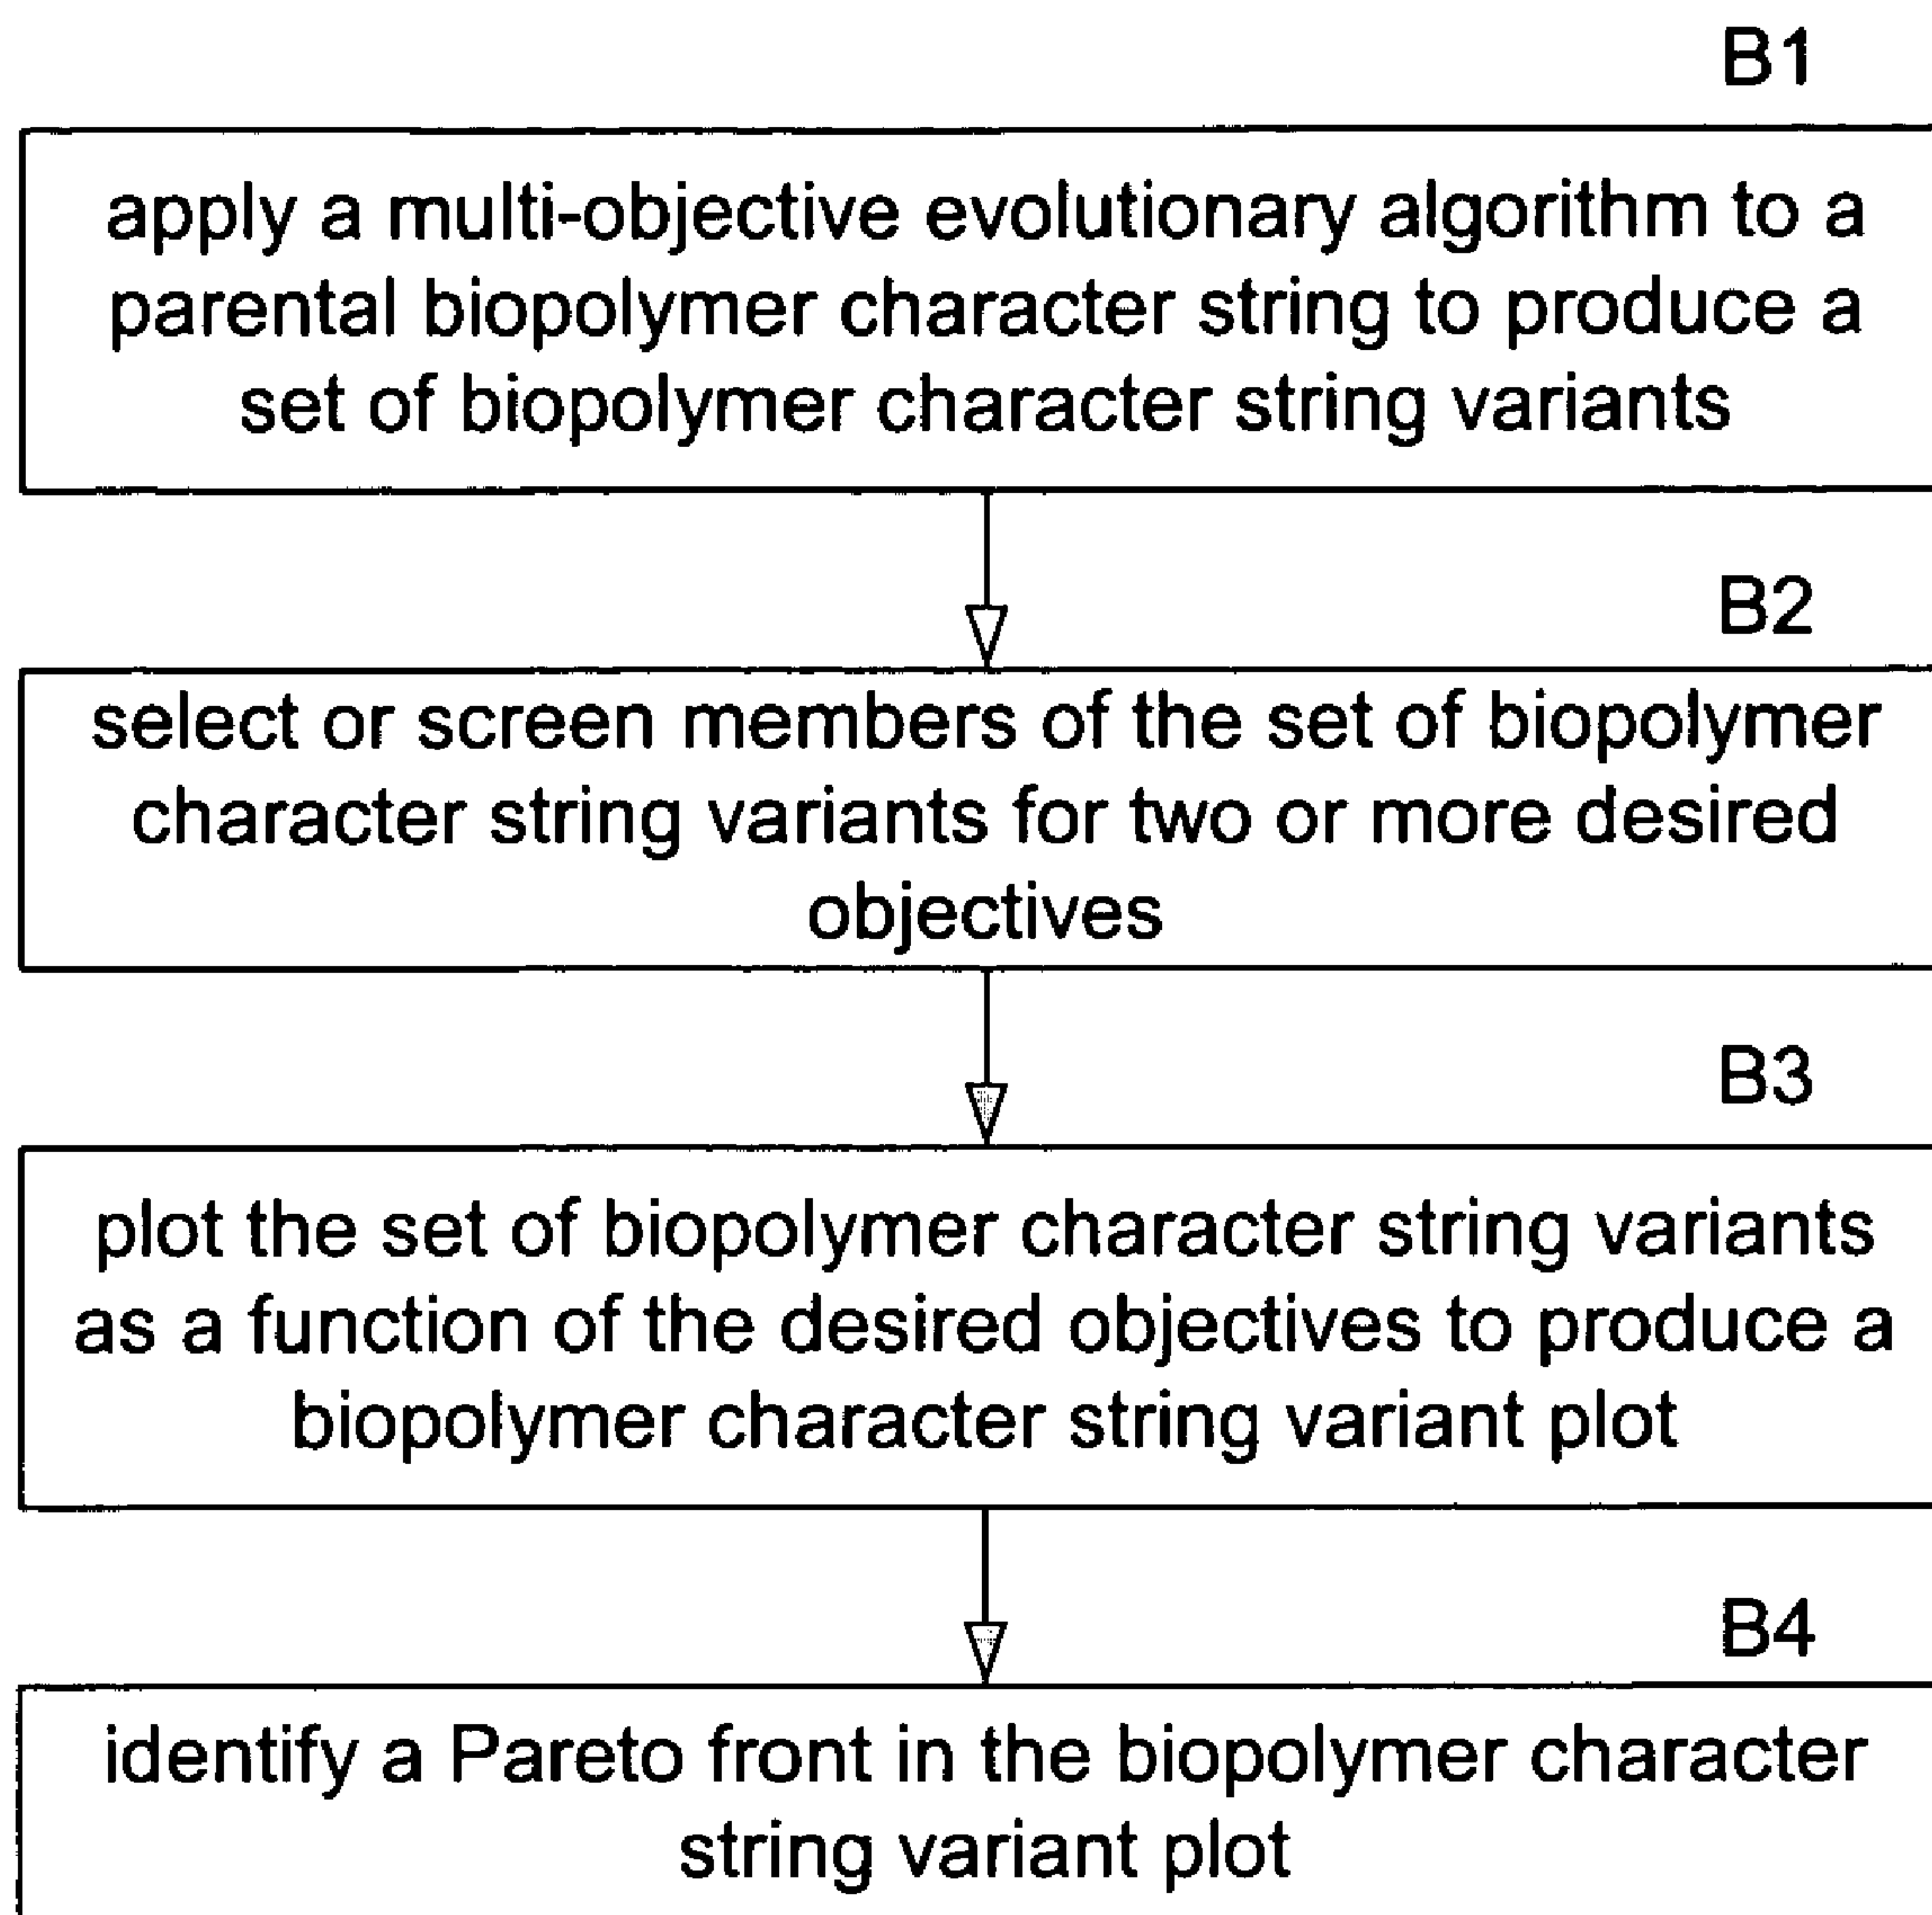 B1
apply a multi-objective evolutionary algorithm to a
parental biopolymer character string to produce a
set of biopolymer character string variants
B2
select or screen members of the set of biopolymer
character string variants for two or more desired
objectives
B3
plot the set of biopolymer character string variants
as a function of the desired objectives to produce a
biopolymer character string variant plot
B4
identify a Pareto front in the biopolymer character
string variant plot